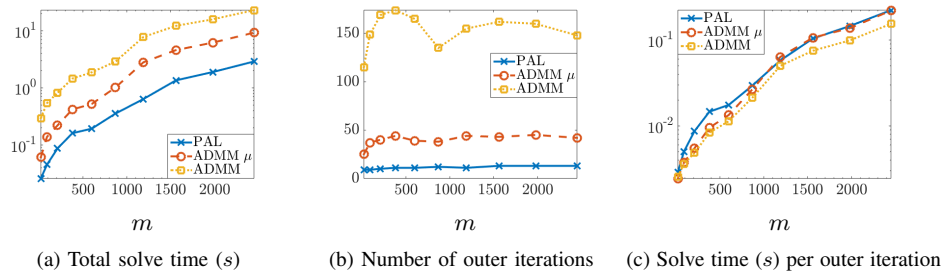 10^1
10^0
10^-1
500 1000 1500 2000
PAL
ADMM μ
ADMM
m
(a) Total solve time (s)
150
100
50
0
500 1000 1500 2000
PAL
ADMM μ
ADMM
m
(b) Number of outer iterations
10^-1
10^-2
500 1000 1500 2000
PAL
ADMM μ
ADMM
m
(c) Solve time (s) per outer iteration